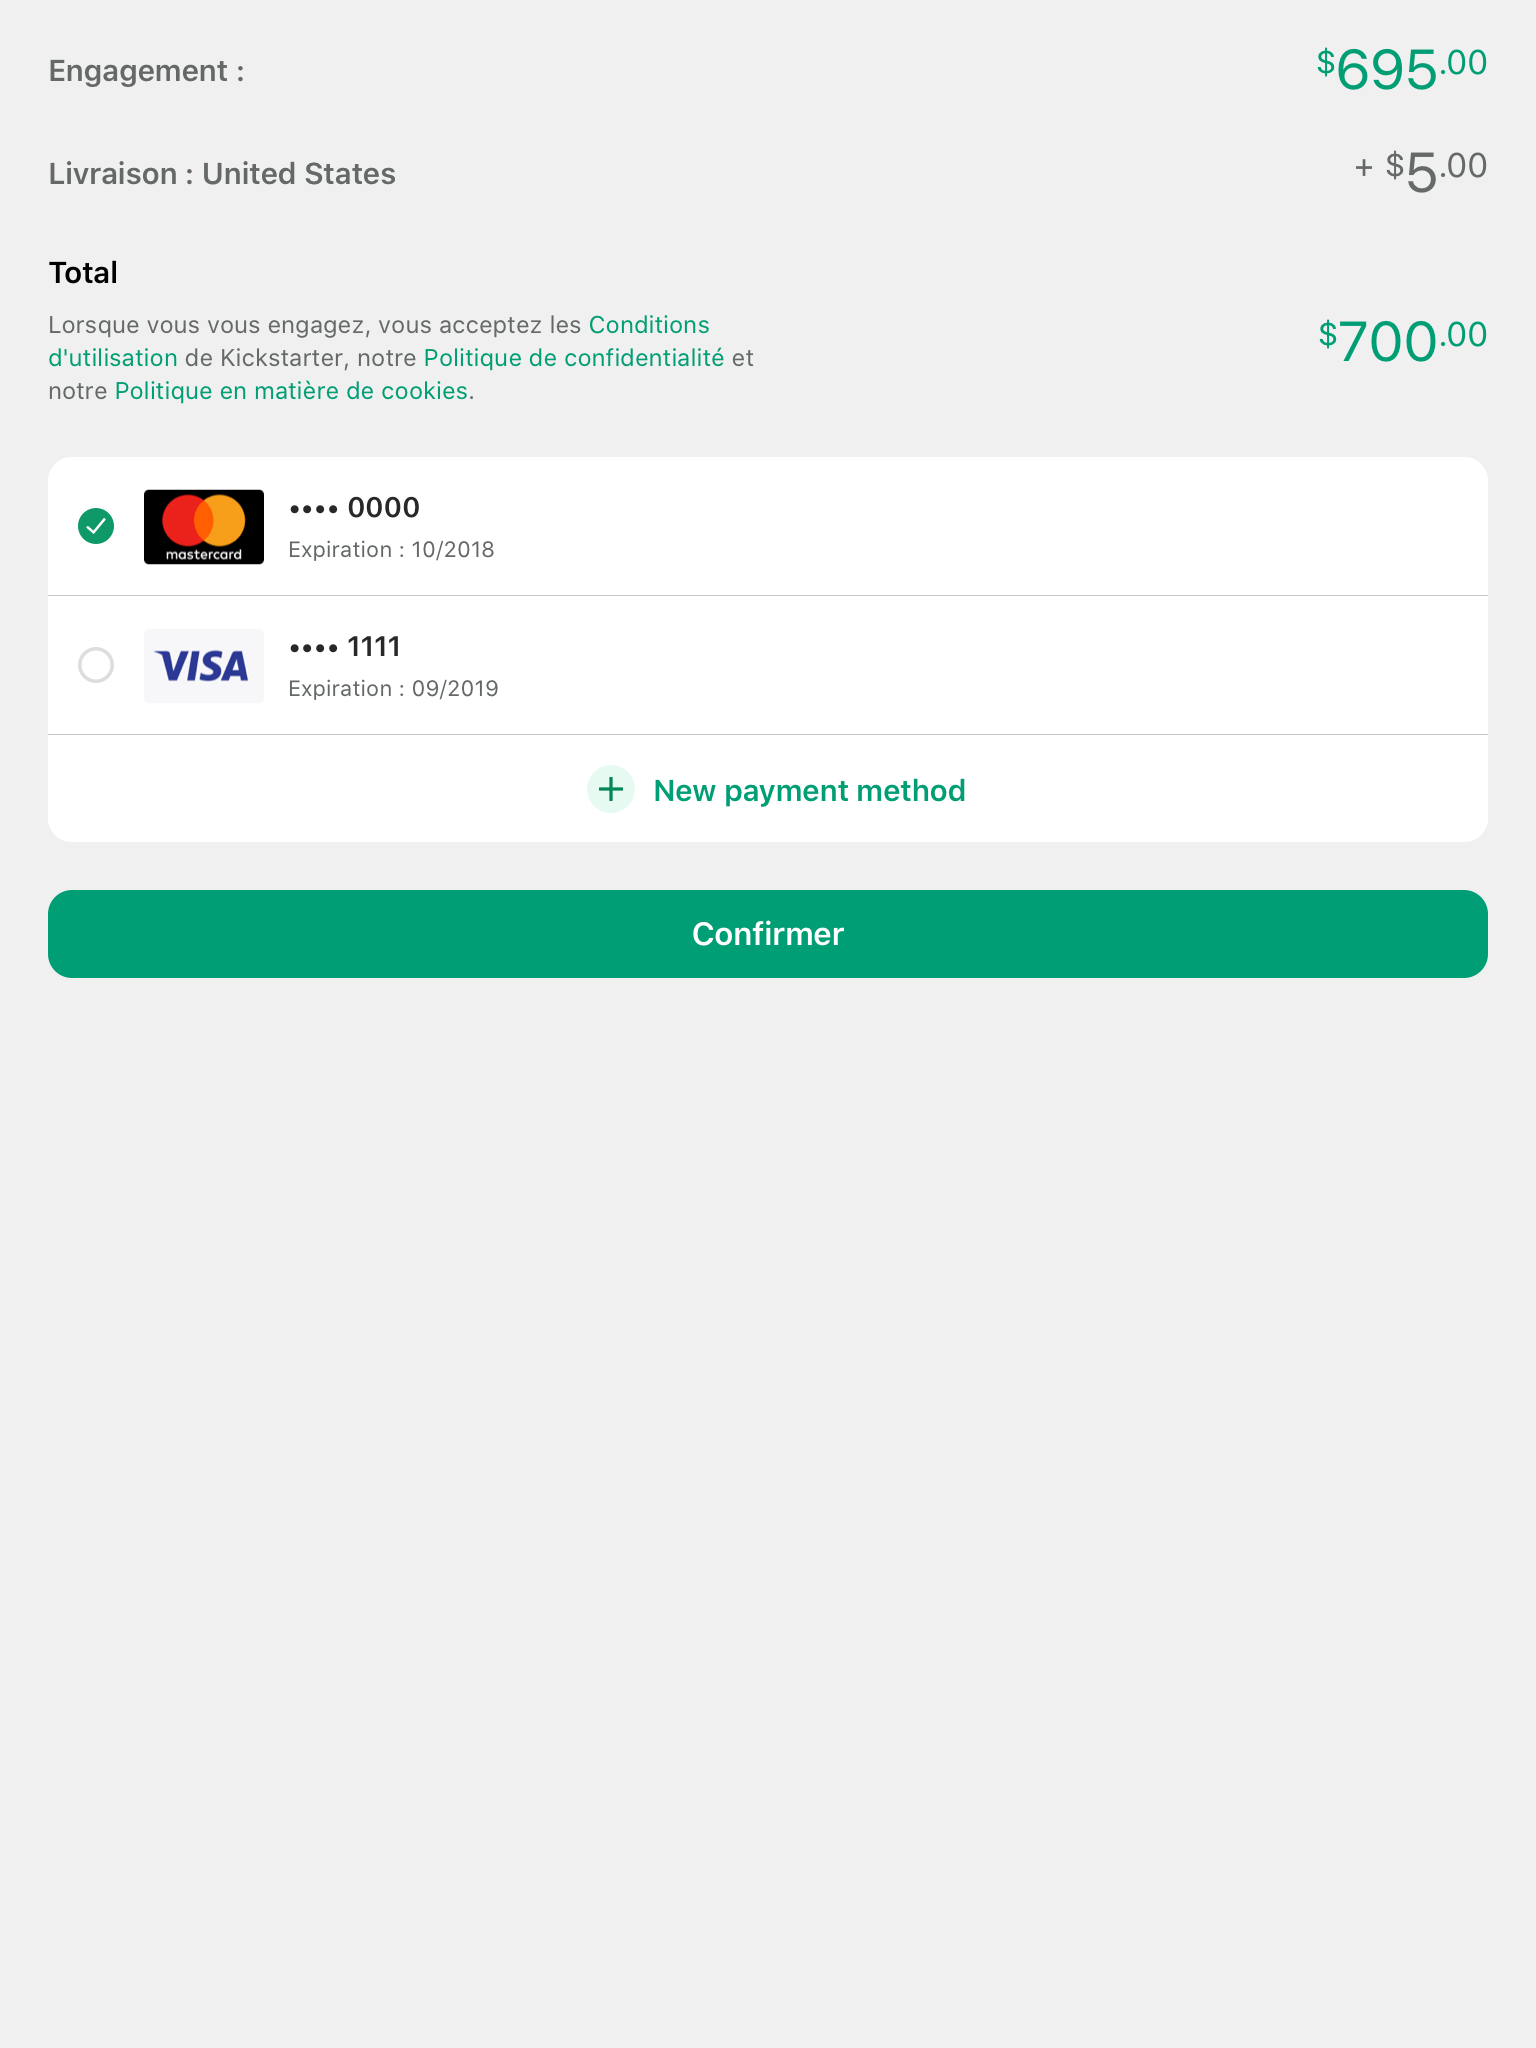 Engagement :
$695.00
Livraison : United States
+ $5.00
Total
Lorsque vous vous engagez, vous acceptez les Conditions
d'utilisation de Kickstarter, notre Politique de confidentialité et
notre Politique en matière de cookies.
$700.00
mastercard
•••• 0000
Expiration : 10/2018
VISA
•••• 1111
Expiration : 09/2019
New payment method
Confirmer